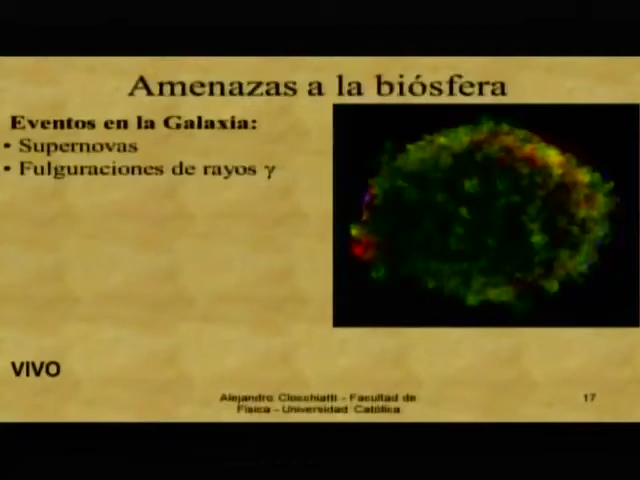 Amenazas a la biósfera
Eventos en la Galaxia:
• Supernovas
• Fulguraciones de rayos γ
VIVO
Alejandro Clocchiatti - Facultad de
Física - Universidad Católica
17